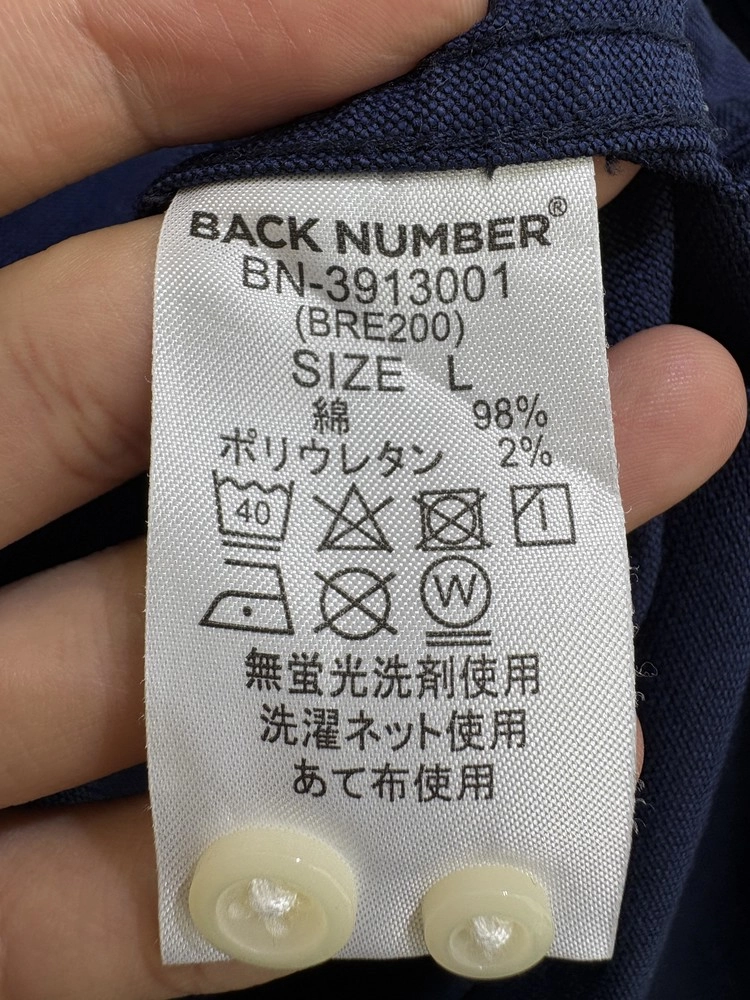 BACK NUMBER®
BN-3913001
(BRE200)
SIZE L
綿 98%
ポリウレタン 2%
40
W
無蛍光洗剤使用
洗濯ネット使用
あて布使用